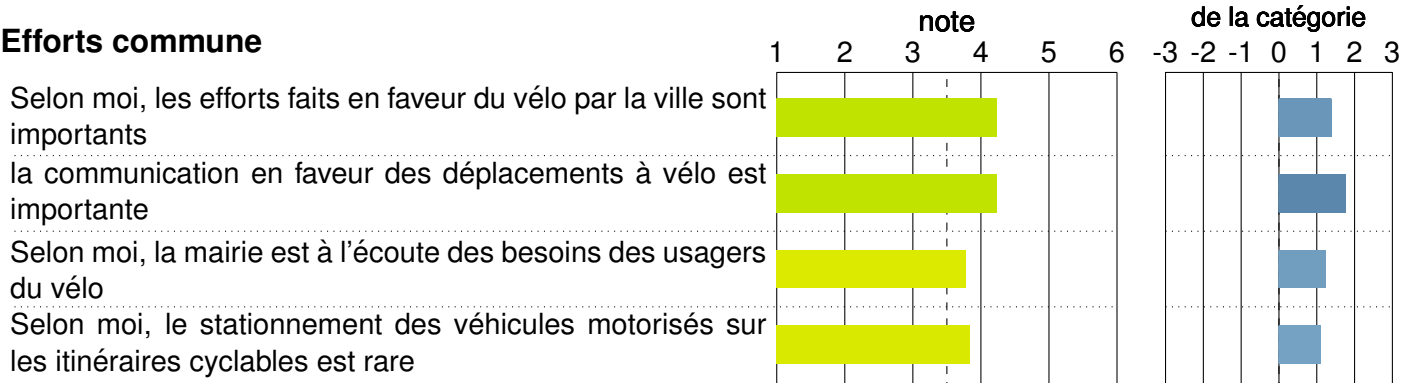 note
de la catégorie
Efforts commune
1 2 3 4 5 6
-3 -2 -1 0 1 2 3
Selon moi, les efforts faits en faveur du vélo par la ville sont
importants
la communication en faveur des déplacements à vélo est
importante
Selon moi, la mairie est à l'écoute des besoins des usagers
du vélo
Selon moi, le stationnement des véhicules motorisés sur
les itinéraires cyclables est rare